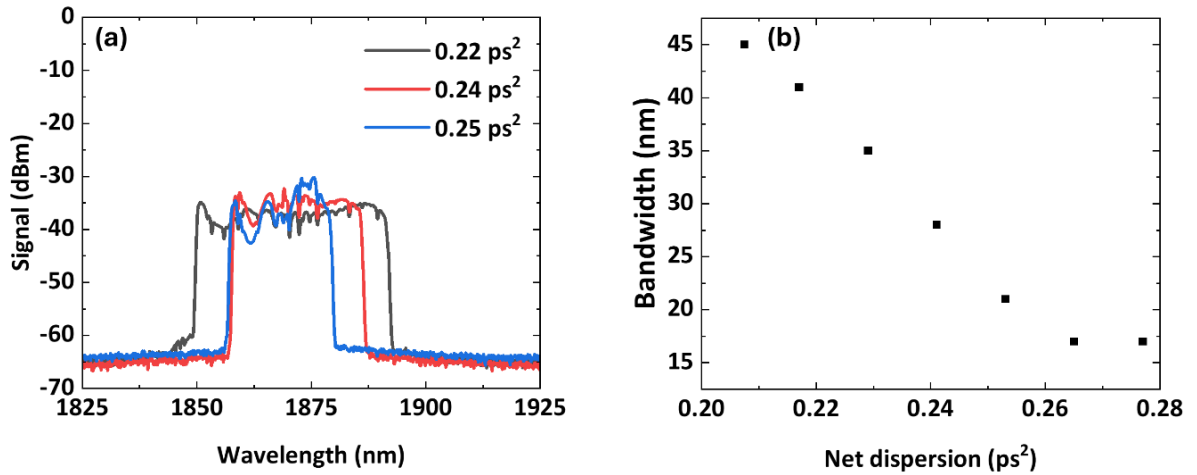 (a)
0.22 ps²
0.24 ps²
0.25 ps²
0
-10
-20
-30
-40
-50
-60
-70
Signal (dBm)
1825 1850 1875 1900 1925
Wavelength (nm)
(b)
45
40
35
30
25
20
15
Bandwidth (nm)
0.20 0.22 0.24 0.26 0.28
Net dispersion (ps²)